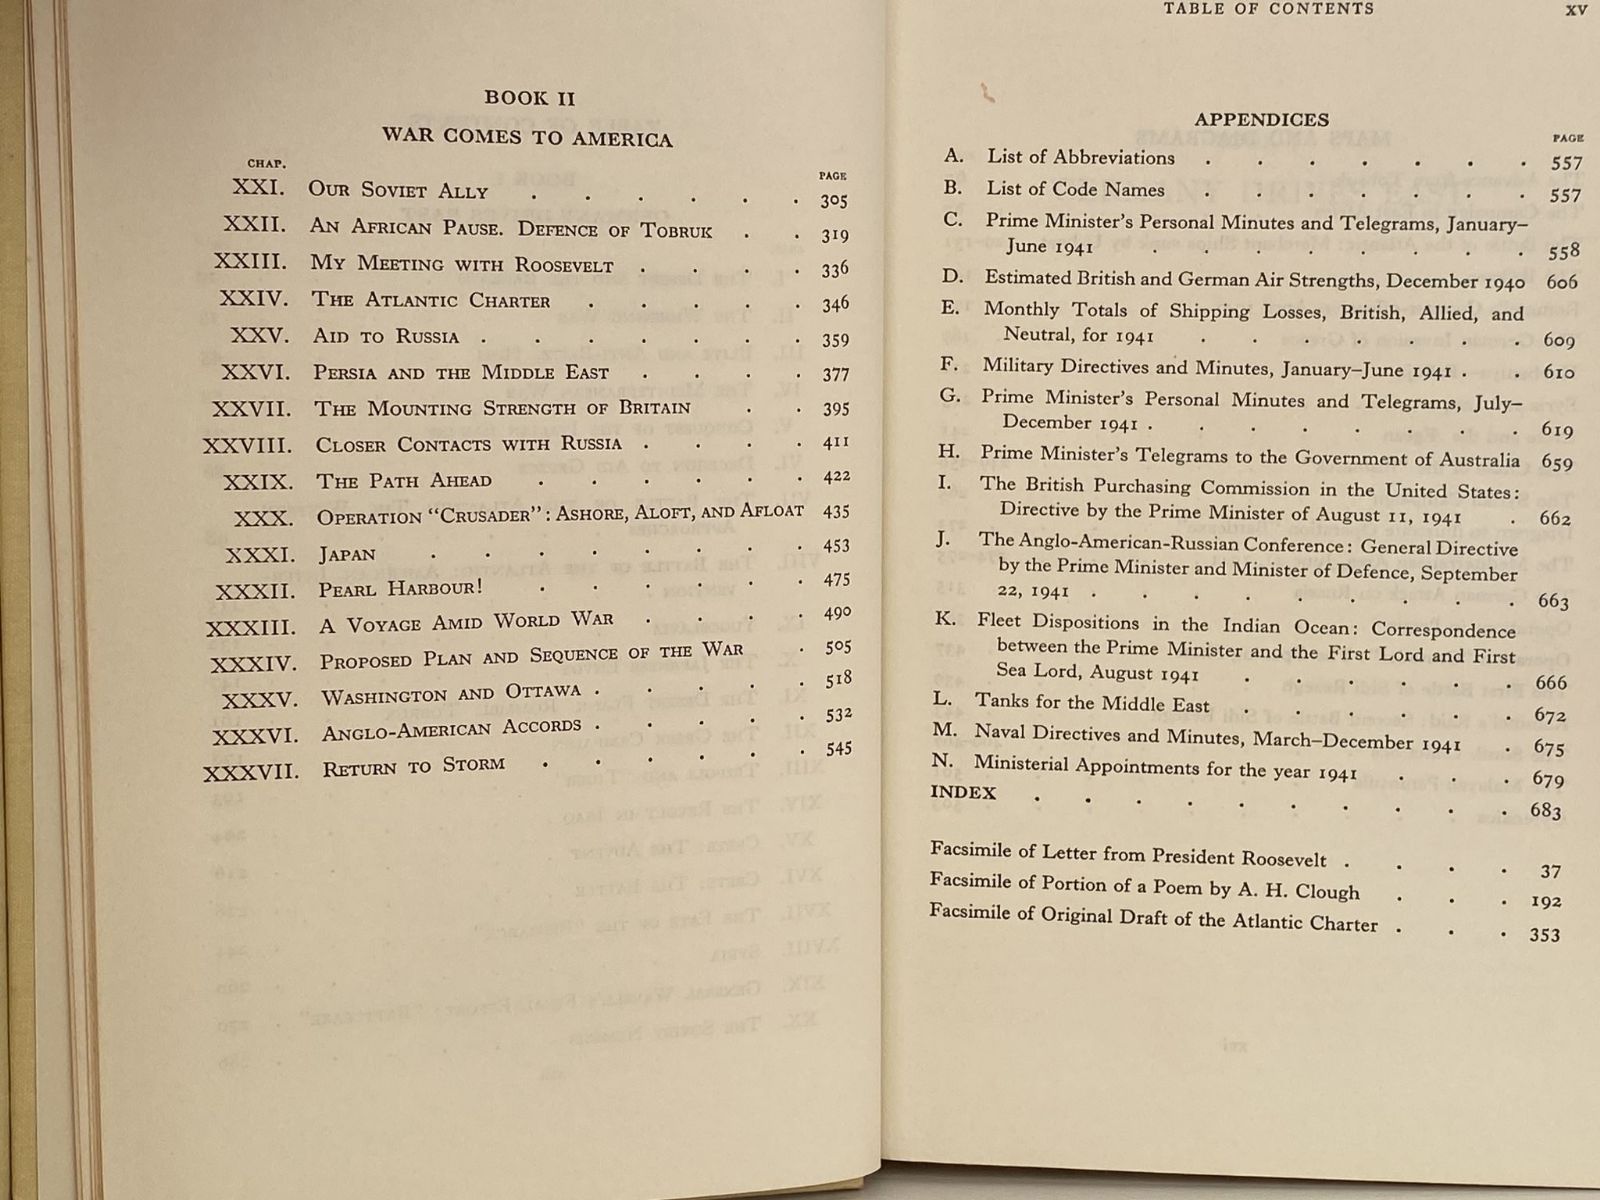 BOOK II
WAR COMES TO AMERICA
CHAP. PAGE
XXI. OUR SOVIET ALLY . . . . . . 305
XXII. AN AFRICAN PAUSE. DEFENCE OF TOBRUK . . 319
XXIII. MY MEETING WITH ROOSEVELT . . . . 336
XXIV. THE ATLANTIC CHARTER . . . . . 346
XXV. AID TO RUSSIA . . . . . . . 359
XXVI. PERSIA AND THE MIDDLE EAST . . . . 377
XXVII. THE MOUNTING STRENGTH OF BRITAIN . . 395
XXVIII. CLOSER CONTACTS WITH RUSSIA . . . . 411
XXIX. THE PATH AHEAD . . . . . . 422
XXX. OPERATION "CRUSADER": ASHORE, ALOFT, AND AFLOAT 435
XXXI. JAPAN . . . . . . . . 453
XXXII. PEARL HARBOUR! . . . . . . 475
XXXIII. A VOYAGE AMID WORLD WAR . . . . 490
XXXIV. PROPOSED PLAN AND SEQUENCE OF THE WAR . 505
XXXV. WASHINGTON AND OTTAWA . . . . . 518
XXXVI. ANGLO-AMERICAN ACCORDS . . . . . 532
XXXVII. RETURN TO STORM . . . . . . 545
TABLE OF CONTENTS XV
APPENDICES
PAGE
A. List of Abbreviations . . . . . . . 557
B. List of Code Names . . . . . . . 557
C. Prime Minister's Personal Minutes and Telegrams, January–
June 1941 . . . . . . . . 558
D. Estimated British and German Air Strengths, December 1940 606
E. Monthly Totals of Shipping Losses, British, Allied, and
Neutral, for 1941 . . . . . . . 609
F. Military Directives and Minutes, January–June 1941 . . 610
G. Prime Minister's Personal Minutes and Telegrams, July–
December 1941 . . . . . . . . 619
H. Prime Minister's Telegrams to the Government of Australia 659
I. The British Purchasing Commission in the United States:
Directive by the Prime Minister of August 11, 1941 . 662
J. The Anglo-American-Russian Conference: General Directive
by the Prime Minister and Minister of Defence, September
22, 1941 . . . . . . . . . 663
K. Fleet Dispositions in the Indian Ocean: Correspondence
between the Prime Minister and the First Lord and First
Sea Lord, August 1941 . . . . . . 666
L. Tanks for the Middle East . . . . . . 672
M. Naval Directives and Minutes, March–December 1941 . 675
N. Ministerial Appointments for the year 1941 . . . 679
INDEX . . . . . . . . . . 683
Facsimile of Letter from President Roosevelt . . . . 37
Facsimile of Portion of a Poem by A. H. Clough . . . 192
Facsimile of Original Draft of the Atlantic Charter . . . 353